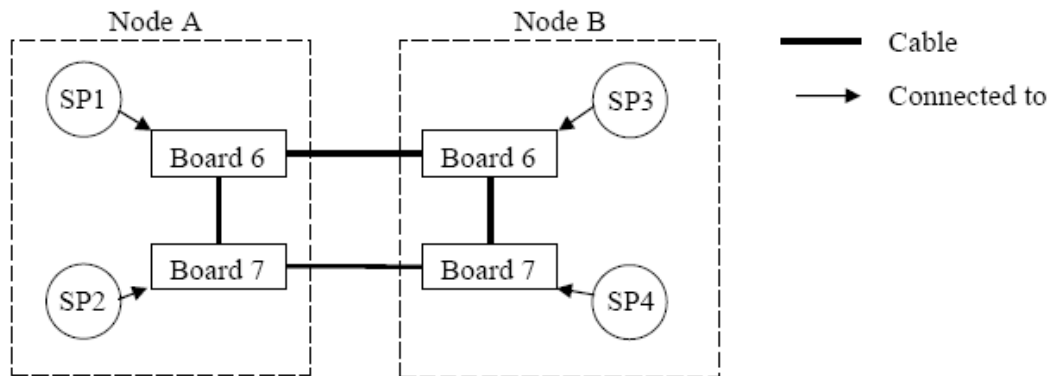 Node A
Node B
Cable
SP1
SP3
Connected to
Board 6
Board 6
Board 7
Board 7
SP2
SP4